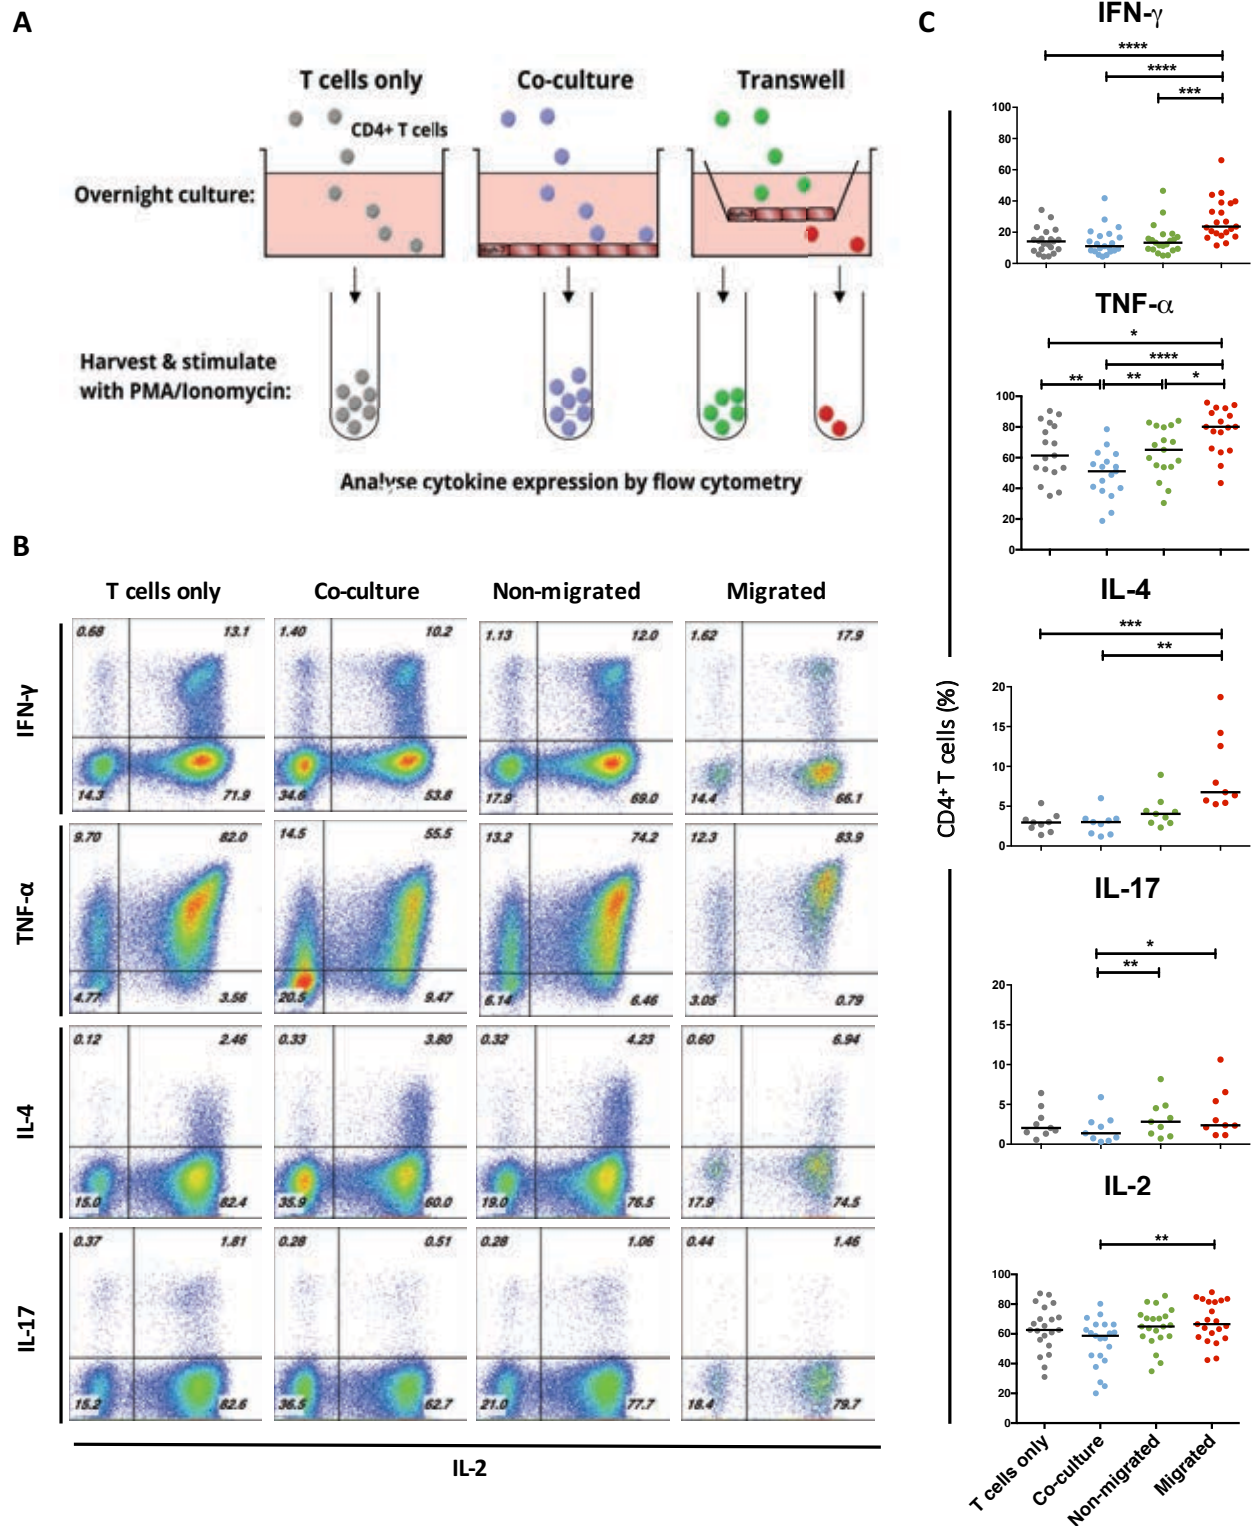 A
T cells only
Co-culture
Transwell
CD4+ T cells
Overnight culture:
Harvest & stimulate
with PMA/Ionomycin:
Analyse cytokine expression by flow cytometry
B
T cells only
Co-culture
Non-migrated
Migrated
IFN-γ
0.68 13.1
14.3 71.9
1.40 10.2
34.6 53.8
1.13 12.0
17.9 69.0
1.62 17.9
14.4 66.1
TNF-α
9.70 82.0
4.77 3.56
14.5 55.5
20.5 9.47
13.2 74.2
6.14 6.46
12.3 83.9
3.05 0.79
IL-4
0.12 2.46
15.0 82.4
0.33 3.80
35.9 60.0
0.32 4.23
19.0 76.5
0.60 6.94
17.9 74.5
IL-17
0.37 1.81
15.2 82.6
0.28 0.51
36.5 62.7
0.28 1.06
21.0 77.7
0.44 1.46
18.4 79.7
IL-2
C
CD4+ T cells (%)
IFN-γ
****
****
***
100
80
60
40
20
0
TNF-α
*
****
** ** *
100
80
60
40
20
0
IL-4
***
**
20
15
10
5
0
IL-17
*
**
20
15
10
5
0
IL-2
**
100
80
60
40
20
0
T cells only
Co-culture
Non-migrated
Migrated